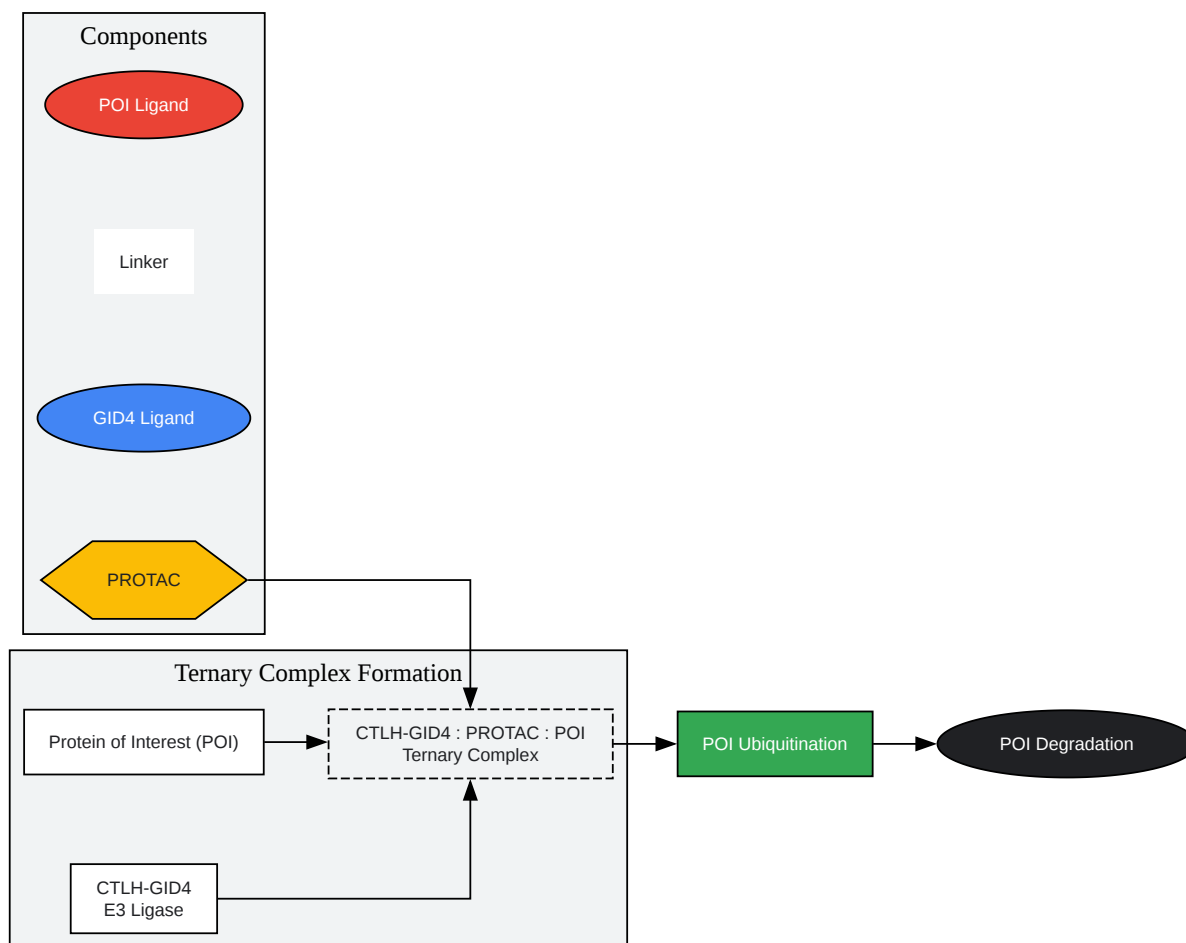 Components
POI Ligand
Linker
GID4 Ligand
PROTAC
Ternary Complex Formation
Protein of Interest (POI)
CTLH-GID4 : PROTAC : POI
Ternary Complex
POI Ubiquitination
POI Degradation
CTLH-GID4
E3 Ligase